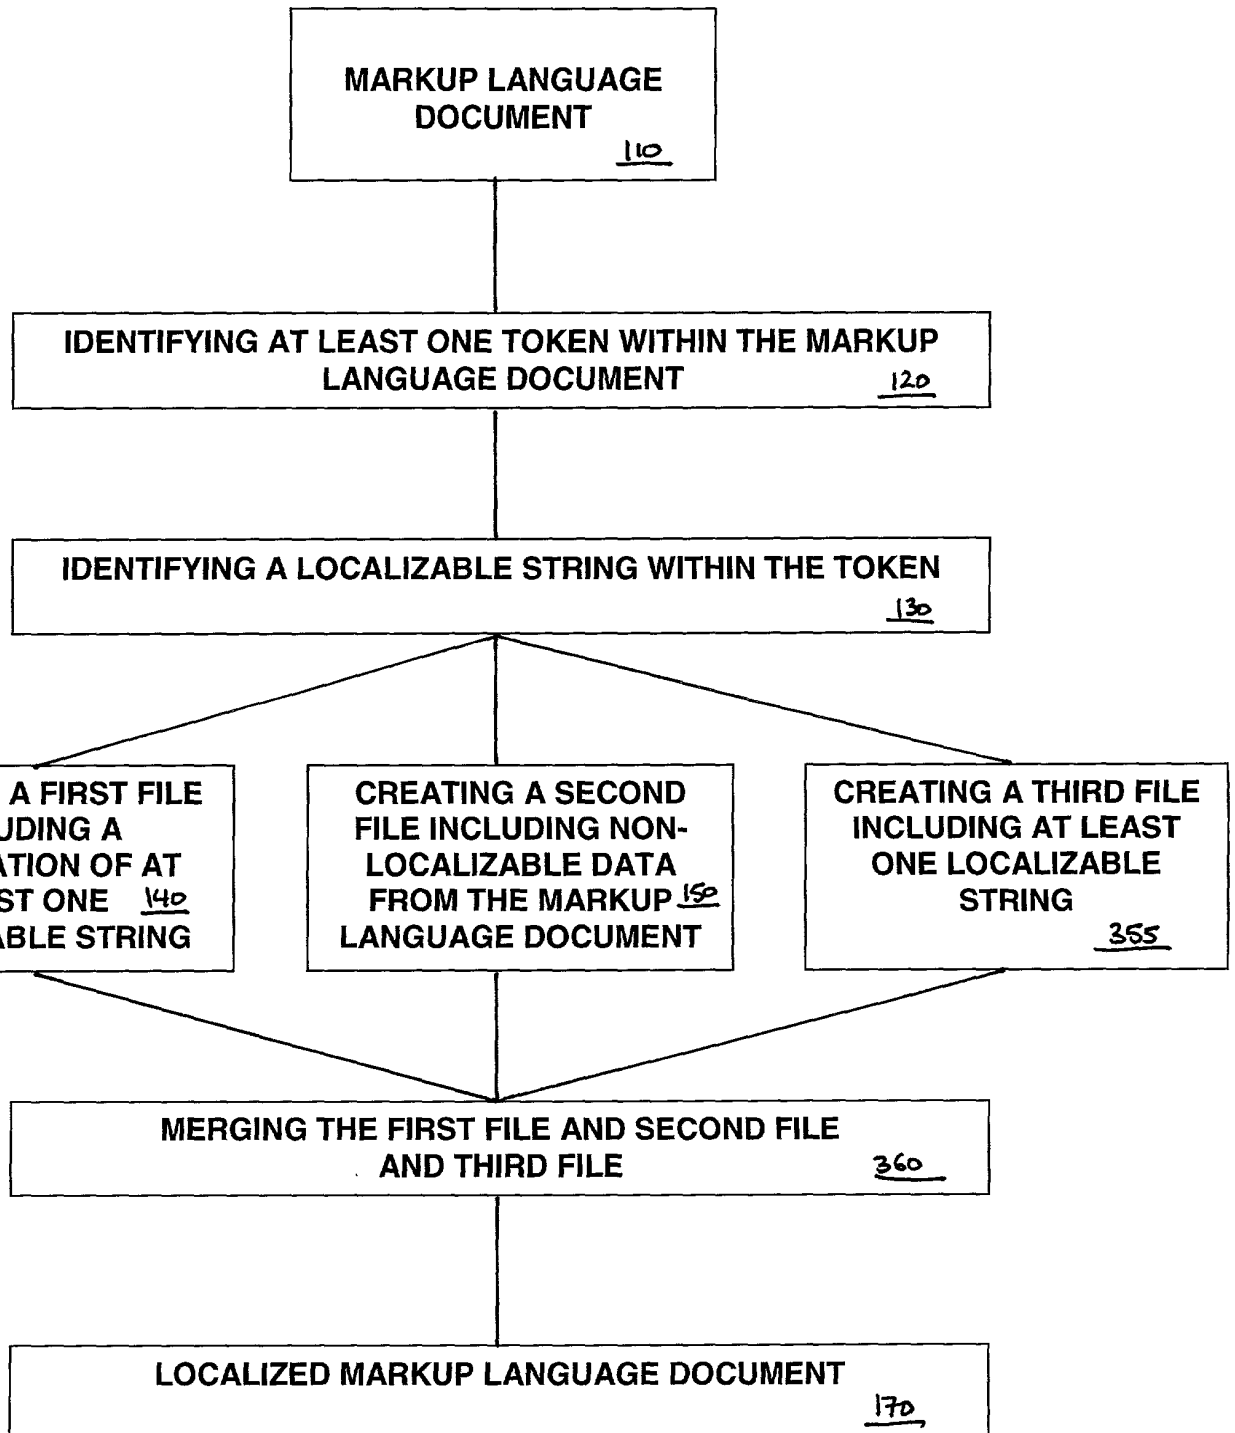 MARKUP LANGUAGE
DOCUMENT
110
IDENTIFYING AT LEAST ONE TOKEN WITHIN THE MARKUP
LANGUAGE DOCUMENT 120
IDENTIFYING A LOCALIZABLE STRING WITHIN THE TOKEN
130
A FIRST FILE
UDING A
ATION OF AT
ST ONE 140
ABLE STRING
CREATING A SECOND
FILE INCLUDING NON-
LOCALIZABLE DATA
FROM THE MARKUP 150
LANGUAGE DOCUMENT
CREATING A THIRD FILE
INCLUDING AT LEAST
ONE LOCALIZABLE
STRING
355
MERGING THE FIRST FILE AND SECOND FILE
AND THIRD FILE 360
LOCALIZED MARKUP LANGUAGE DOCUMENT
170